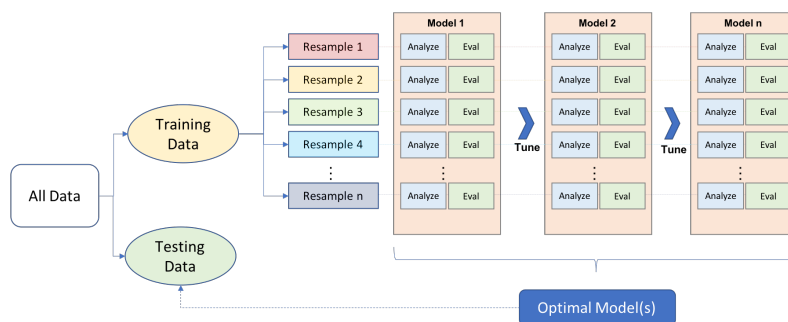 Model 1
Model 2
Model n
Resample 1
Analyze
Eval
Analyze
Eval
Analyze
Eval
Resample 2
Analyze
Eval
Analyze
Eval
Analyze
Eval
Training
Data
Resample 3
Analyze
Eval
Analyze
Eval
Analyze
Eval
Resample 4
Analyze
Eval
Tune
Analyze
Eval
Tune
Analyze
Eval
⋮
⋮
⋮
⋮
All Data
Resample n
Analyze
Eval
Analyze
Eval
Analyze
Eval
Testing
Data
Optimal Model(s)